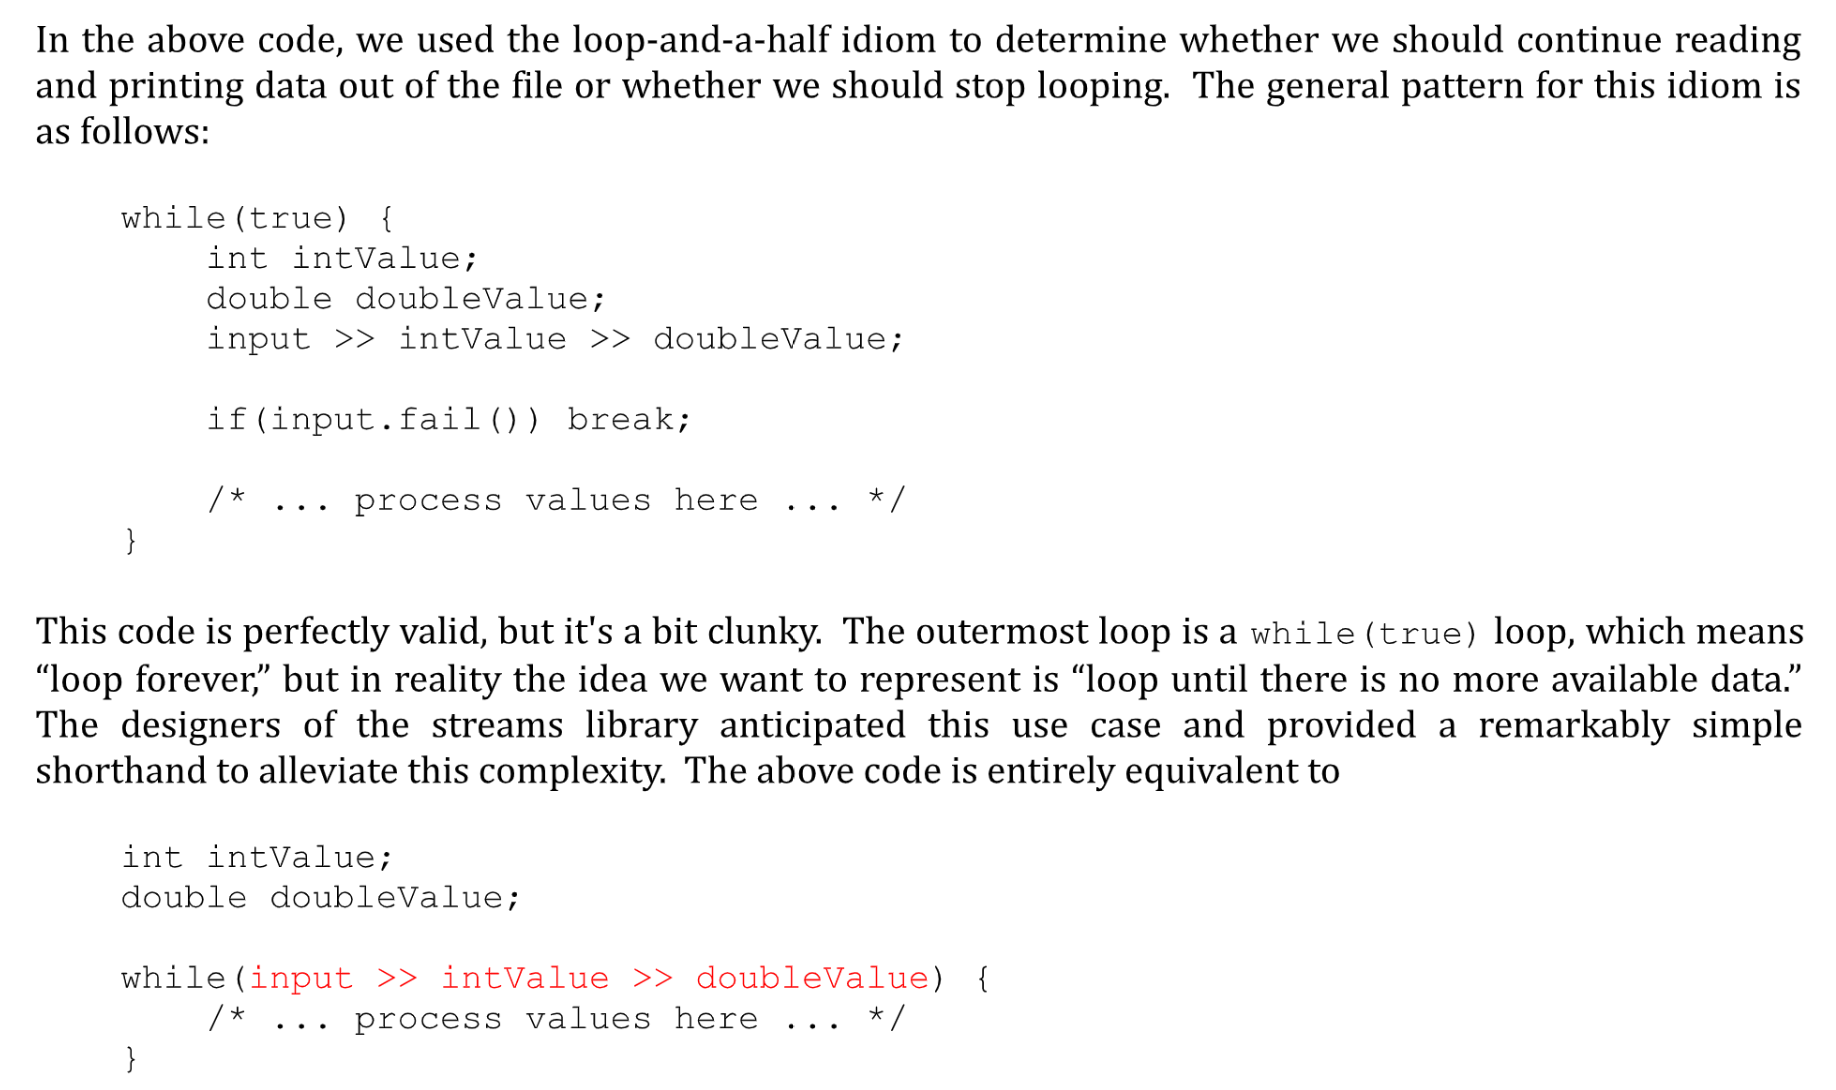 In the above code, we used the loop-and-a-half idiom to determine whether we should continue reading
and printing data out of the file or whether we should stop looping.  The general pattern for this idiom is
as follows:
while(true) {
    int intValue;
    double doubleValue;
    input >> intValue >> doubleValue;
    if(input.fail()) break;
    /* ... process values here ... */
}
This code is perfectly valid, but it's a bit clunky.  The outermost loop is a while(true) loop, which means
“loop forever,” but in reality the idea we want to represent is “loop until there is no more available data.”
The designers of the streams library anticipated this use case and provided a remarkably simple
shorthand to alleviate this complexity.  The above code is entirely equivalent to
int intValue;
double doubleValue;
while(input >> intValue >> doubleValue) {
    /* ... process values here ... */
}